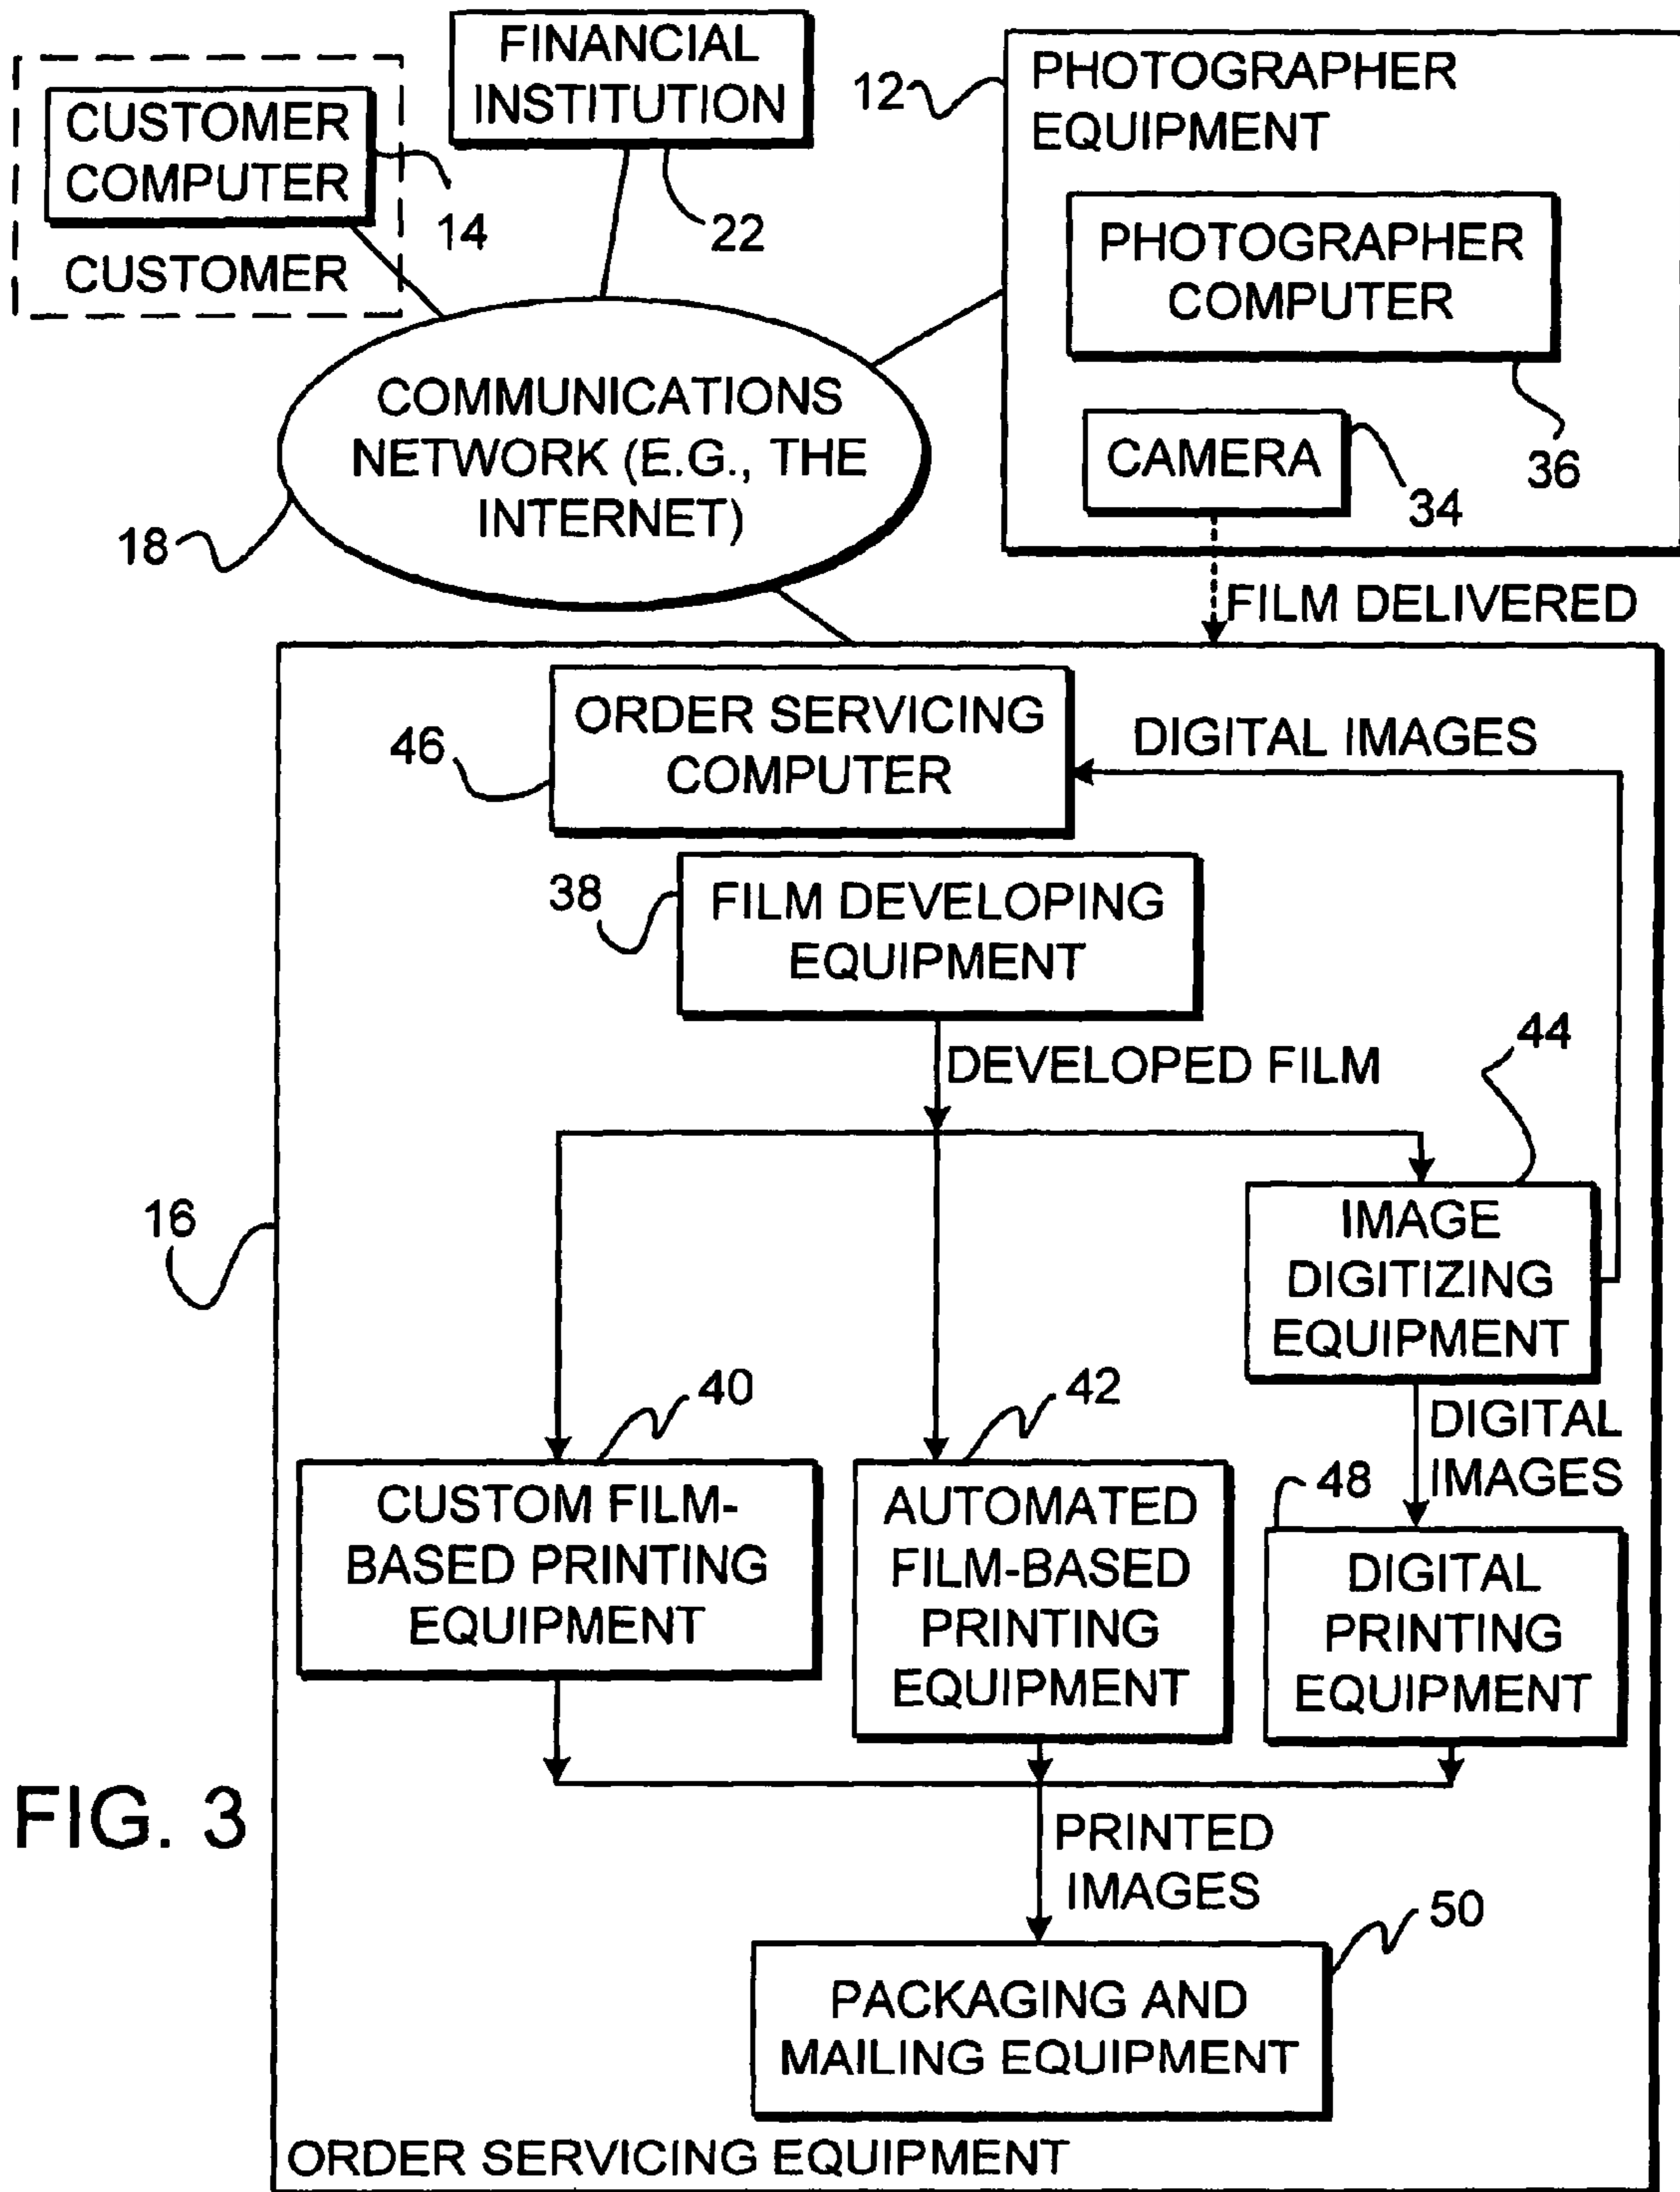 FINANCIAL
INSTITUTION
22
CUSTOMER
COMPUTER
14
CUSTOMER
12
PHOTOGRAPHER
EQUIPMENT
PHOTOGRAPHER
COMPUTER
36
CAMERA
34
COMMUNICATIONS
NETWORK (E.G., THE
INTERNET)
18
FILM DELIVERED
ORDER SERVICING
COMPUTER
46
DIGITAL IMAGES
38
FILM DEVELOPING
EQUIPMENT
DEVELOPED FILM
44
16
IMAGE
DIGITIZING
EQUIPMENT
40
42
DIGITAL
IMAGES
48
CUSTOM FILM-
BASED PRINTING
EQUIPMENT
AUTOMATED
FILM-BASED
PRINTING
EQUIPMENT
DIGITAL
PRINTING
EQUIPMENT
FIG. 3
PRINTED
IMAGES
50
PACKAGING AND
MAILING EQUIPMENT
ORDER SERVICING EQUIPMENT